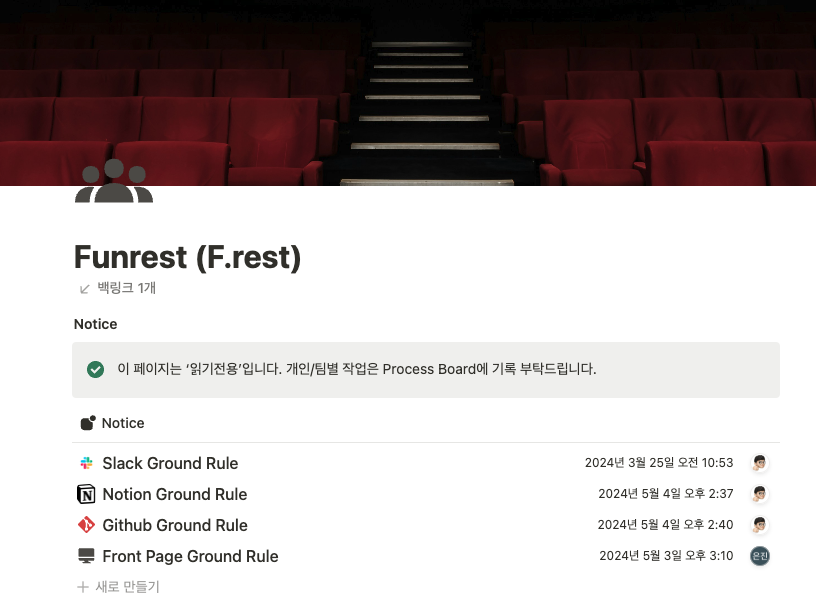 Funrest (F.rest)
백링크 1개
Notice
이 페이지는 ‘읽기전용’입니다. 개인/팀별 작업은 Process Board에 기록 부탁드립니다.
Notice
Slack Ground Rule 2024년 3월 25일 오전 10:53
Notion Ground Rule 2024년 5월 4일 오후 2:37
Github Ground Rule 2024년 5월 4일 오후 2:40
Front Page Ground Rule 2024년 5월 3일 오후 3:10 은진
새로 만들기